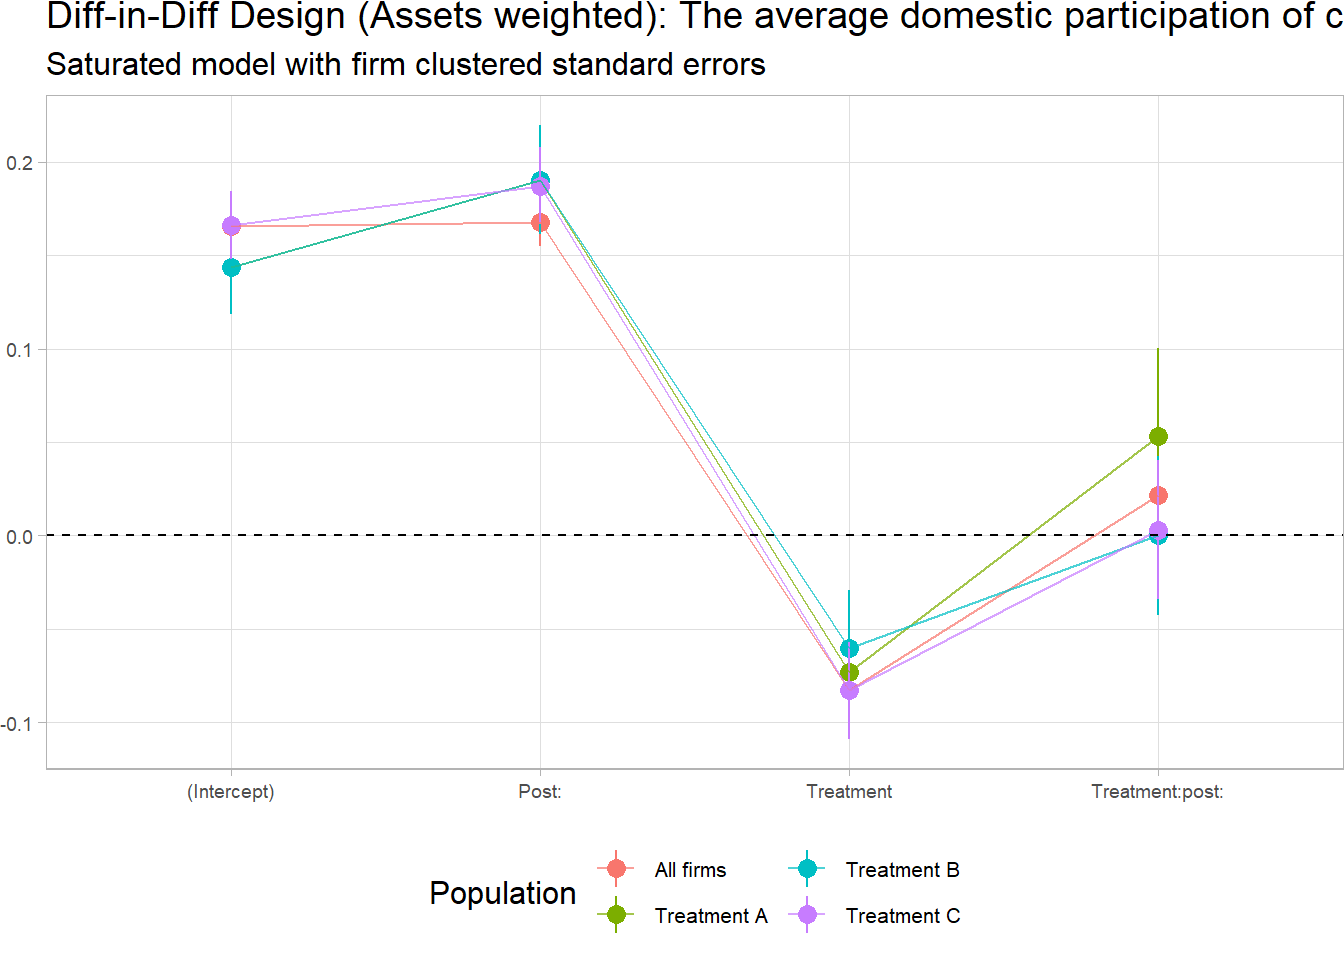 Diff-in-Diff Design (Assets weighted): The average domestic participation of c
Saturated model with firm clustered standard errors
0.2
0.1
0.0
-0.1
(Intercept)
Post:
Treatment
Treatment:post:
Population
All firms
Treatment B
Treatment A
Treatment C